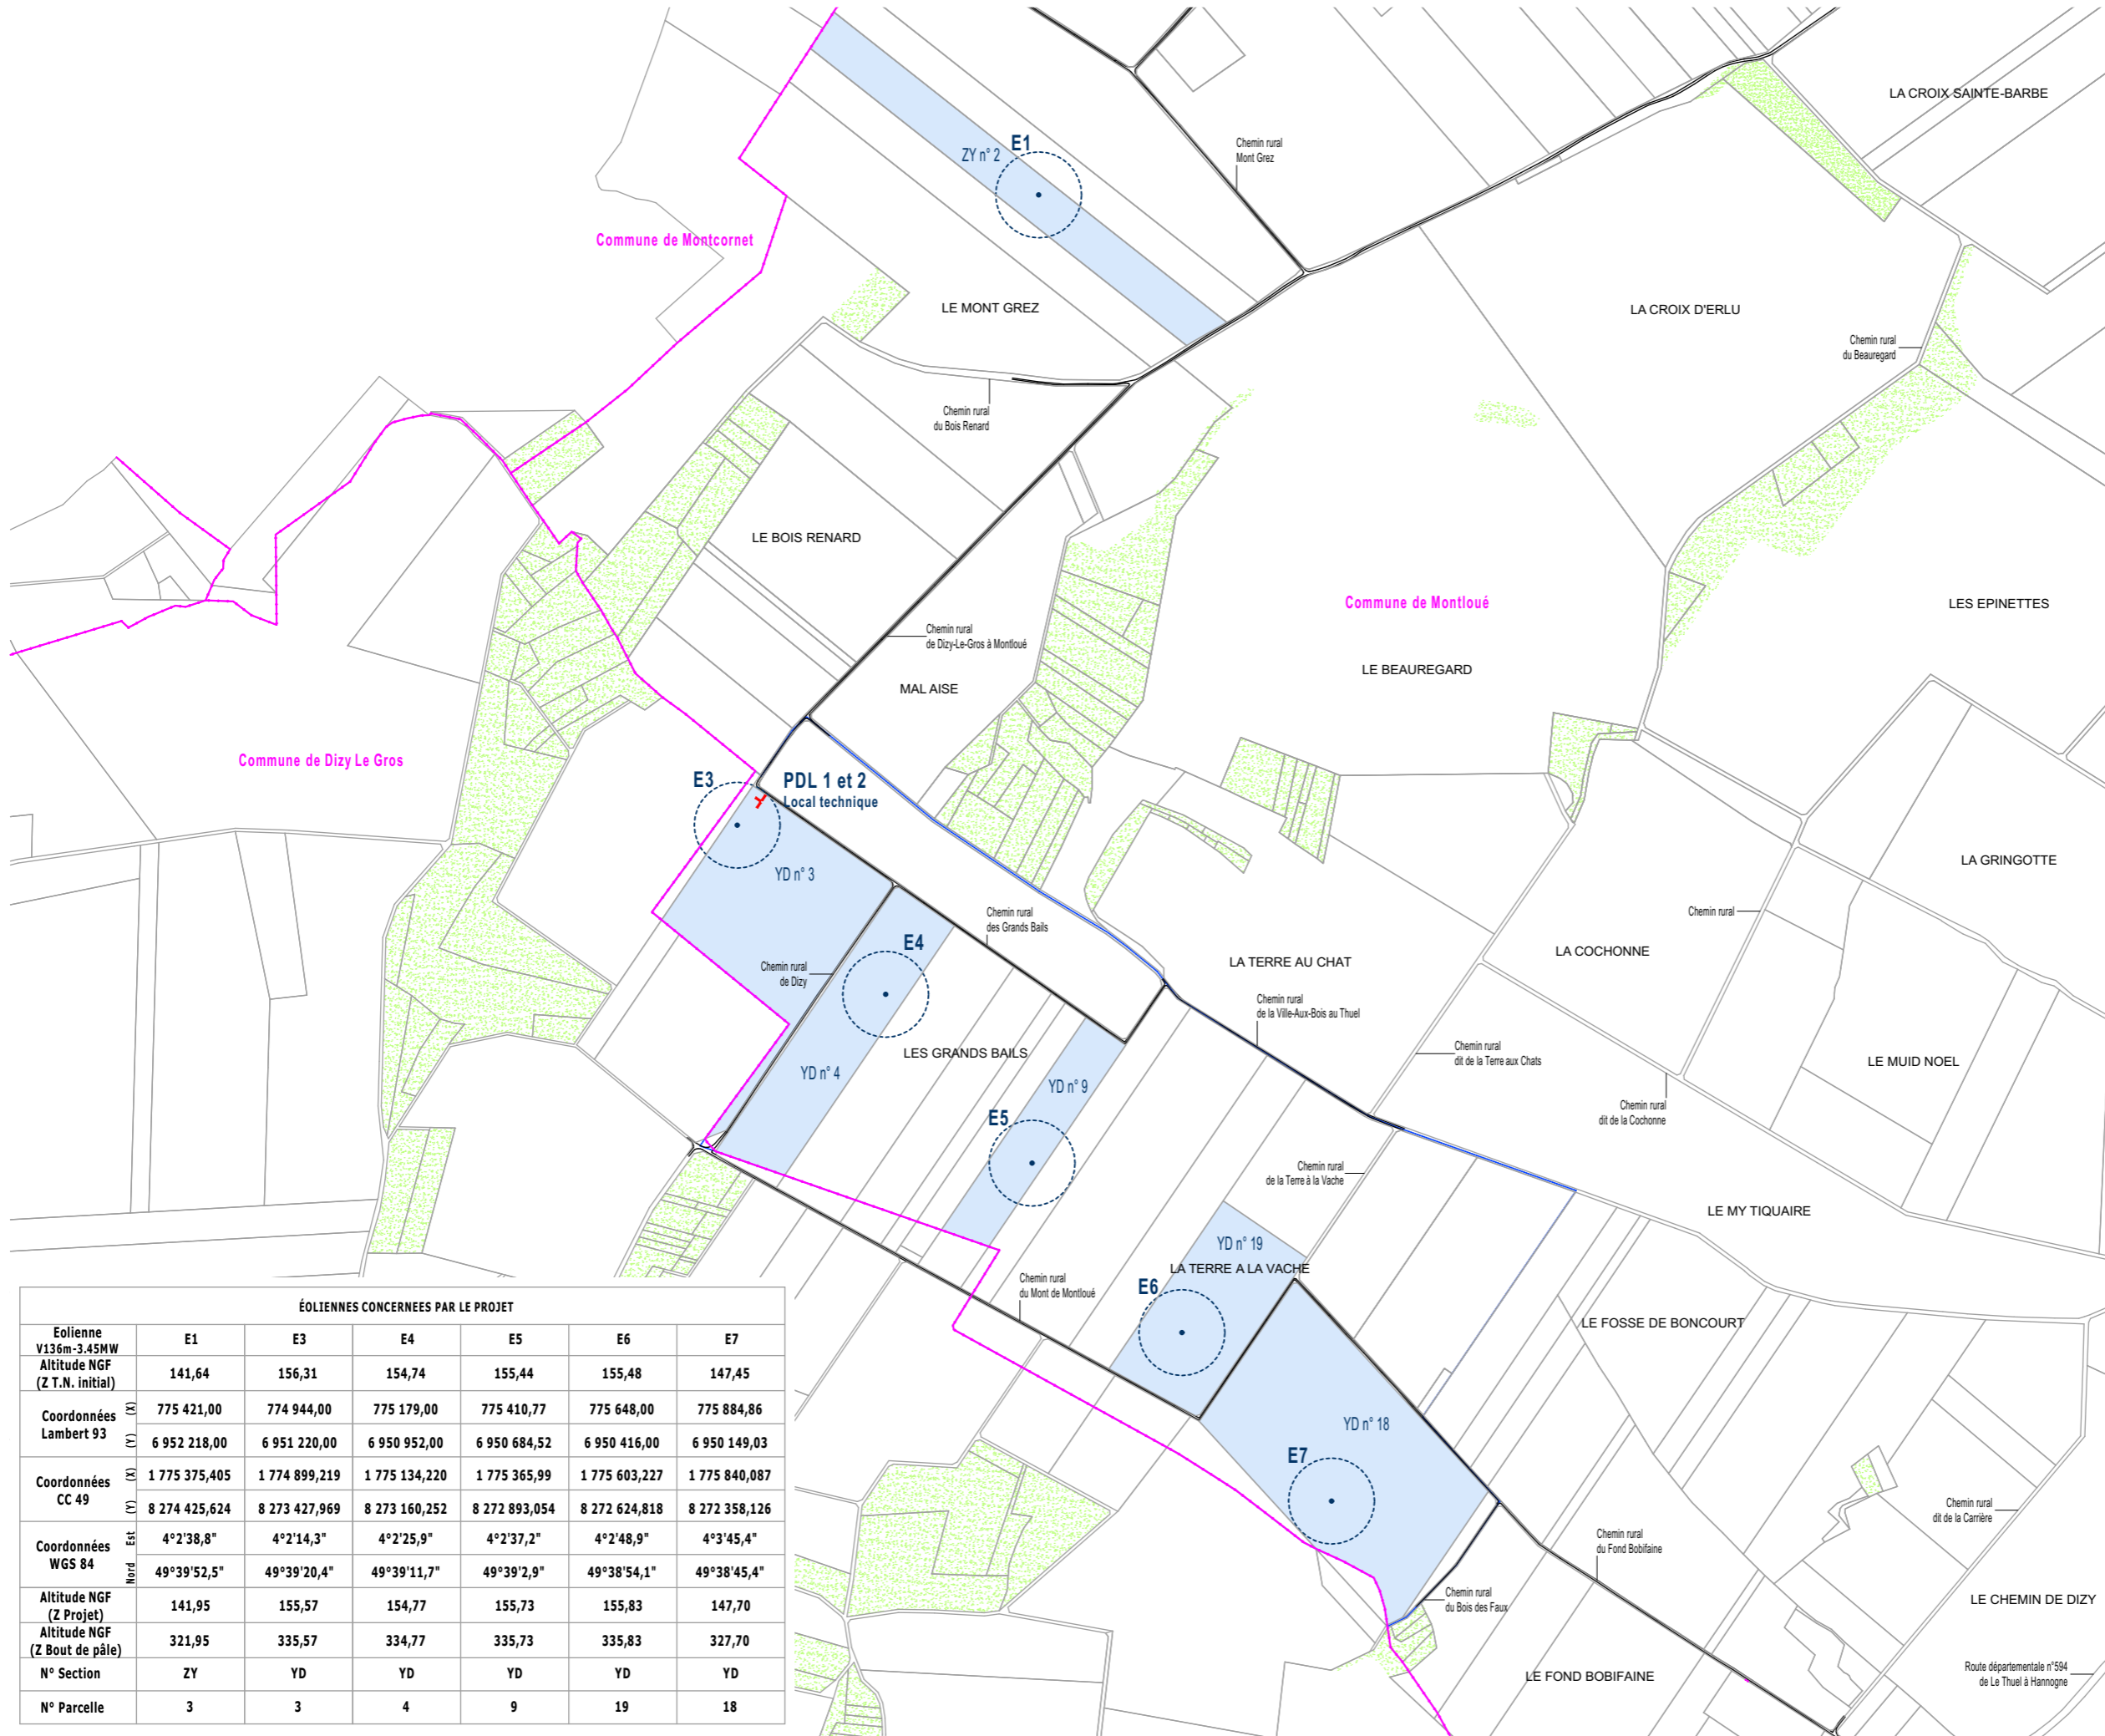 LA CROIX SAINTE-BARBE
E1
ZY n° 2
Chemin rural
Mont Grez
Commune de Montcornet
LE MONT GREZ
LA CROIX D'ERLU
Chemin rural
du Beauregard
Chemin rural
du Bois Renard
LE BOIS RENARD
Commune de Montloué
LES EPINETTES
Chemin rural
de Dizy-Le-Gros à Montloué
LE BEAUREGARD
MAL AISE
Commune de Dizy Le Gros
E3
PDL 1 et 2
Local technique
YD n° 3
LA GRINGOTTE
Chemin rural
Chemin rural
des Grands Bails
E4
LA COCHONNE
LA TERRE AU CHAT
Chemin rural
de Dizy
Chemin rural
de la Ville-Aux-Bois au Thuel
LES GRANDS BAILS
Chemin rural
dit de la Terre aux Chats
LE MUID NOEL
YD n° 4
YD n° 9
Chemin rural
dit de la Cochonne
E5
Chemin rural
de la Terre à la Vache
LE MY TIQUAIRE
YD n° 19
LA TERRE A LA VACHE
Chemin rural
du Mont de Montloué
E6
LE FOSSE DE BONCOURT
YD n° 18
E7
Chemin rural
dit de la Carrière
Chemin rural
du Fond Bobifaine
Chemin rural
du Bois des Faux
LE CHEMIN DE DIZY
LE FOND BOBIFAINE
Route départementale n°594
de Le Thuel à Hannogne
ÉOLIENNES CONCERNEES PAR LE PROJET
Eolienne V136m-3.45MW E1 E3 E4 E5 E6 E7
Altitude NGF (Z T.N. initial) 141,64 156,31 154,74 155,44 155,48 147,45
Coordonnées Lambert 93 (X) 775 421,00 774 944,00 775 179,00 775 410,77 775 648,00 775 884,86
(Y) 6 952 218,00 6 951 220,00 6 950 952,00 6 950 684,52 6 950 416,00 6 950 149,03
Coordonnées CC 49 (X) 1 775 375,405 1 774 899,219 1 775 134,220 1 775 365,99 1 775 603,227 1 775 840,087
(Y) 8 274 425,624 8 273 427,969 8 273 160,252 8 272 893,054 8 272 624,818 8 272 358,126
Coordonnées WGS 84 Est 4°2'38,8" 4°2'14,3" 4°2'25,9" 4°2'37,2" 4°2'48,9" 4°3'45,4"
Nord 49°39'52,5" 49°39'20,4" 49°39'11,7" 49°39'2,9" 49°38'54,1" 49°38'45,4"
Altitude NGF (Z Projet) 141,95 155,57 154,77 155,73 155,83 147,70
Altitude NGF (Z Bout de pâle) 321,95 335,57 334,77 335,73 335,83 327,70
N° Section ZY YD YD YD YD YD
N° Parcelle 3 3 4 9 19 18